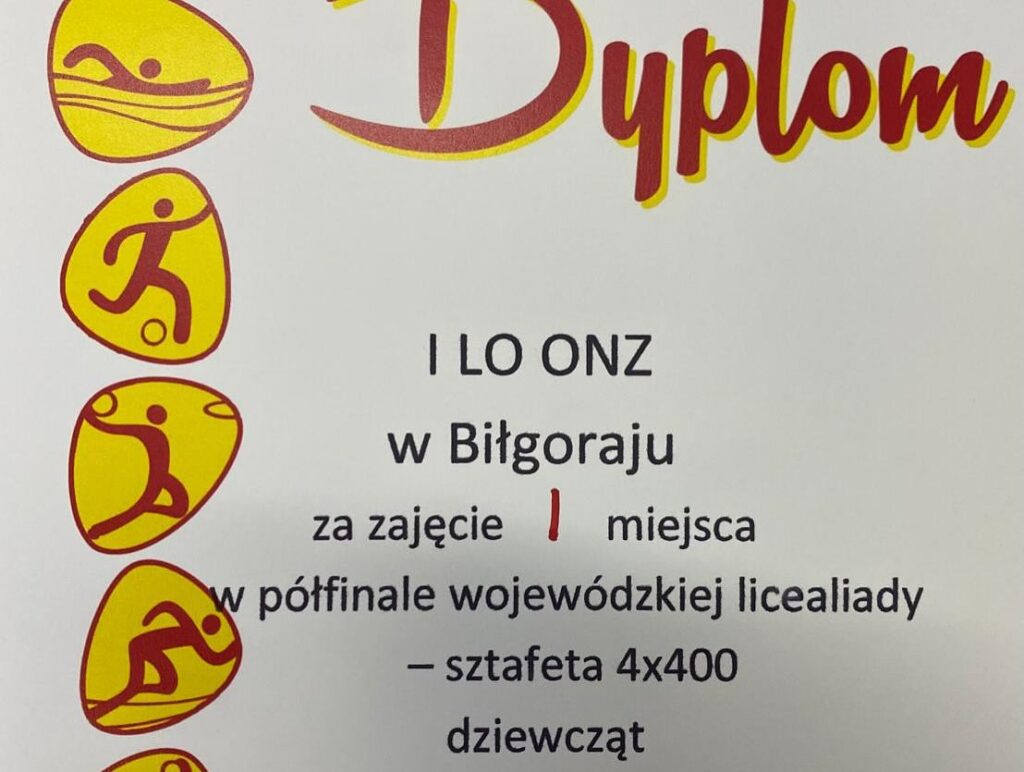 Dyplom
I LO ONZ
w Biłgoraju
za zajęcie I miejsca
w półfinale wojewódzkiej licealiady
– sztafeta 4x400
dziewcząt